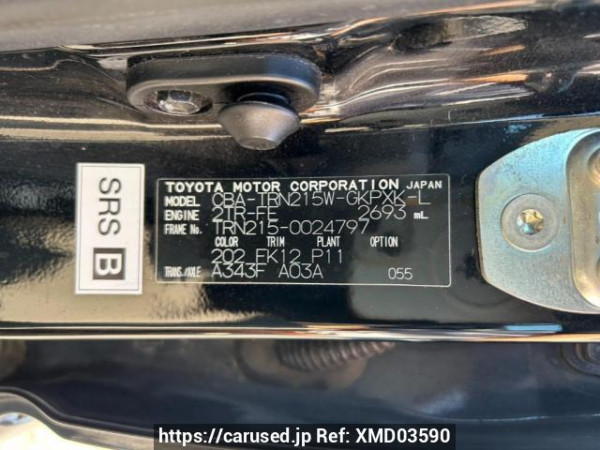 SRS B
TOYOTA MOTOR CORPORATION JAPAN
MODEL CBA-TRN215W-GKPXK-L
ENGINE 2TR-FE 2693 mL
FRAME No. TRN215-0024797
COLOR TRIM PLANT OPTION
202 FK12 P11
TRANS./AXLE A343F A03A 055
https://carused.jp Ref: XMD03590